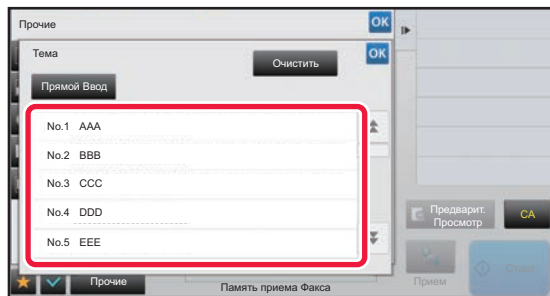 Прочие
OK
Тема
Очистить
OK
Прямой Ввод
No.1 AAA
No.2 BBB
No.3 CCC
No.4 DDD
No.5 EEE
Предварит.
Просмотр
CA
Прием
Старт
Прочие
Память приема Факса